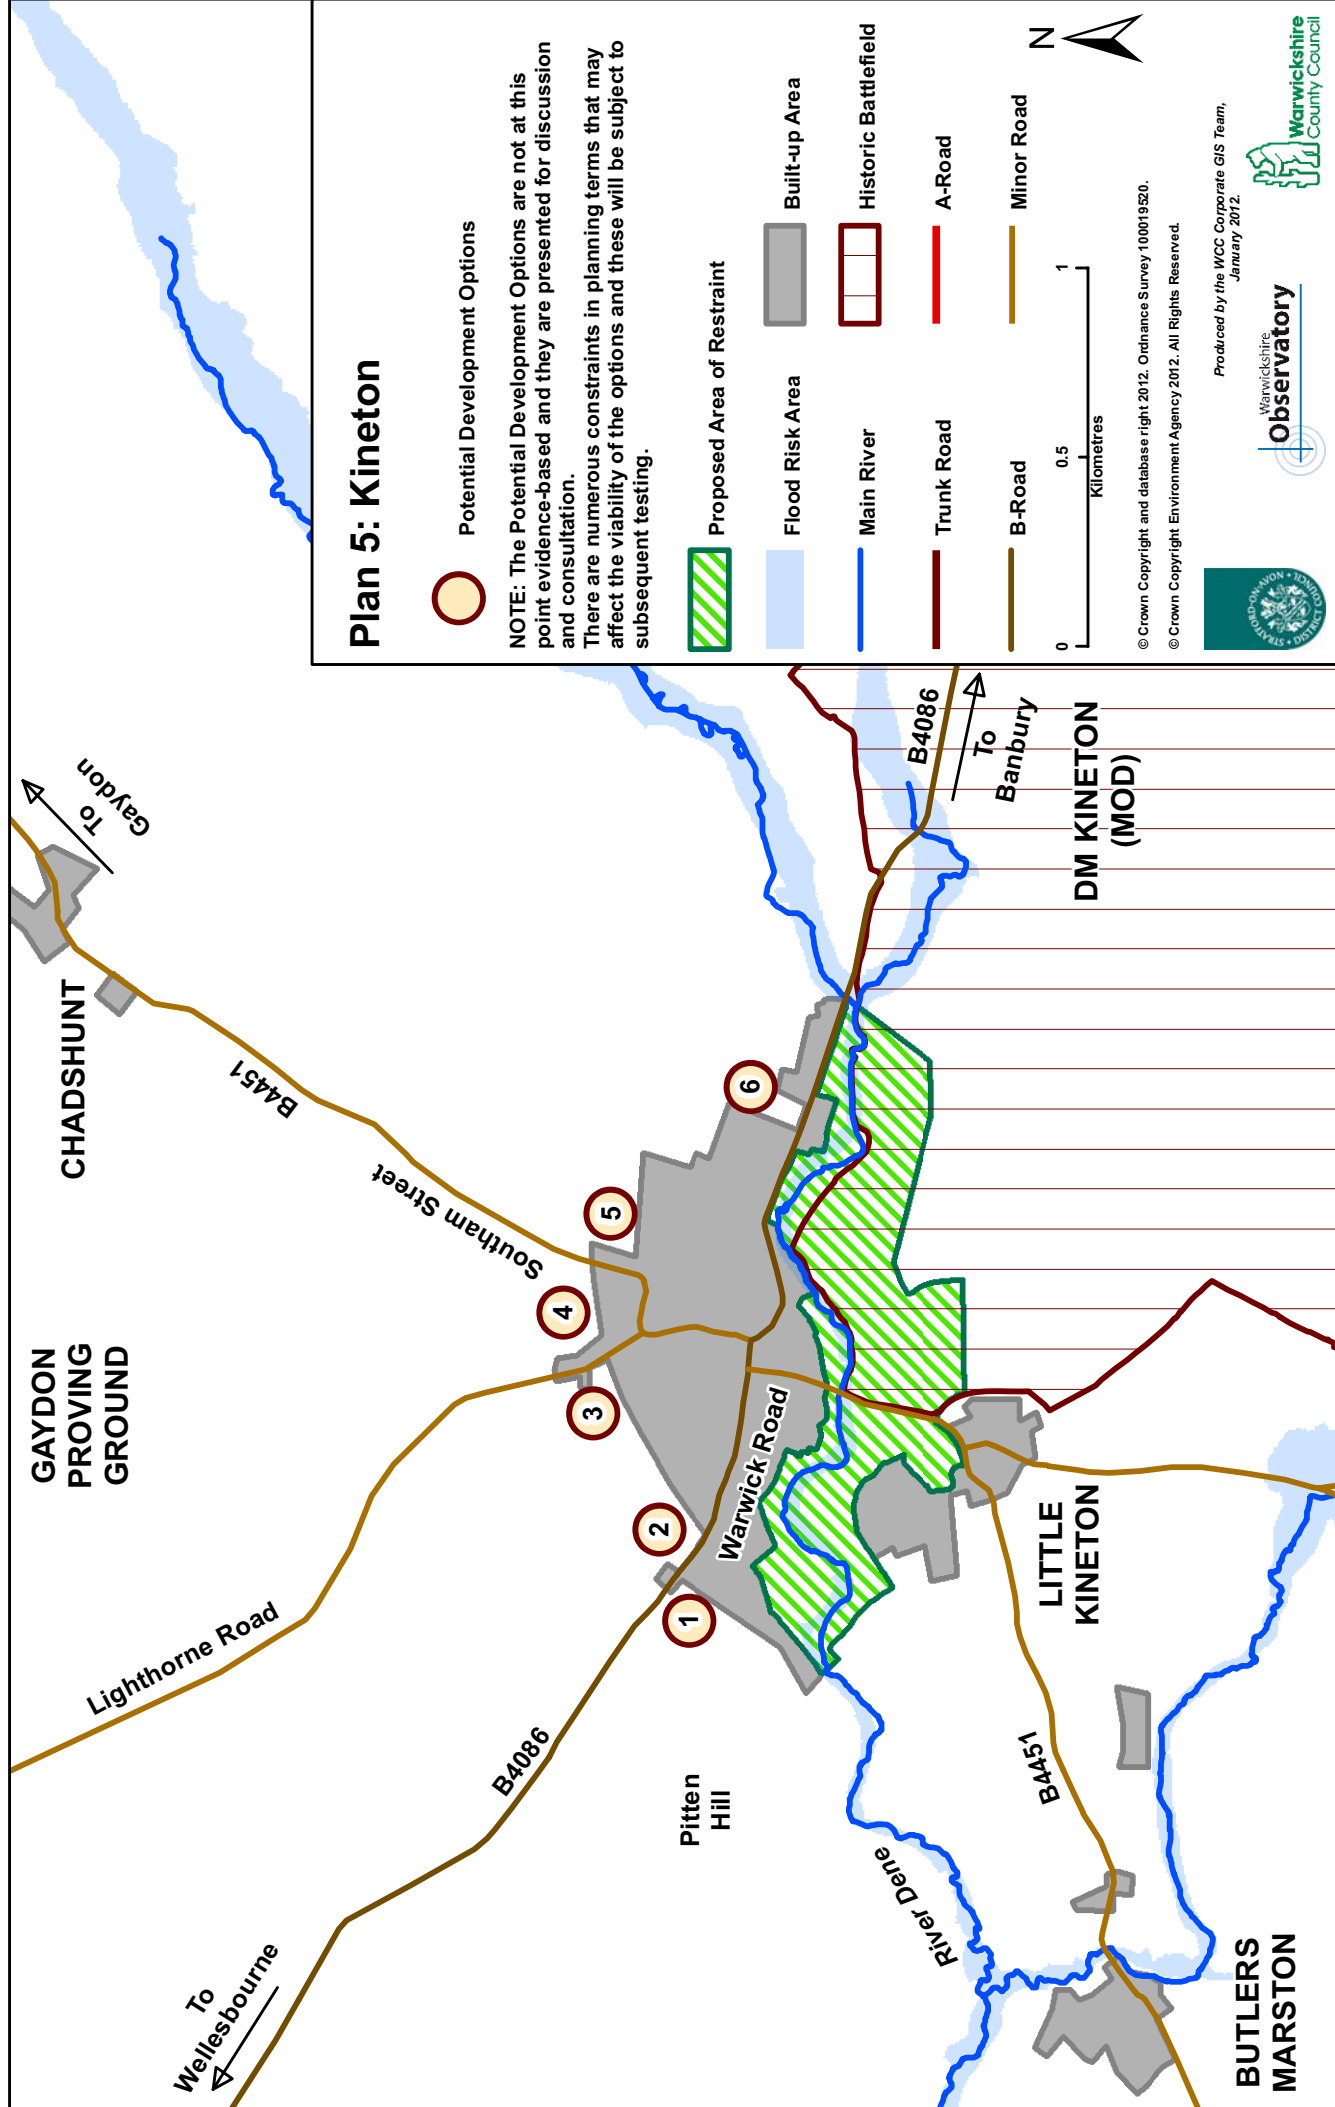 Plan 5: Kineton
Potential Development Options
NOTE: The Potential Development Options are not at this
point evidence-based and they are presented for discussion
and consultation.
There are numerous constraints in planning terms that may
affect the viability of the options and these will be subject to
subsequent testing.
Proposed Area of Restraint
Flood Risk Area
Built-up Area
Main River
Historic Battlefield
Trunk Road
A-Road
B-Road
Minor Road
N
0
0.5
1
Kilometres
© Crown Copyright and database right 2012. Ordnance Survey 100019520.
© Crown Copyright Environment Agency 2012. All Rights Reserved.
Produced by the WCC Corporate GIS Team,
January 2012.
STRATFORD-ON-AVON • DISTRICT COUNCIL •
Warwickshire
Observatory
Warwickshire
County Council
To
Wellesbourne
Lighthorne Road
GAYDON
PROVING
GROUND
CHADSHUNT
To
Gaydon
B4451
Southam Street
B4086
Pitten
Hill
1
2
3
4
5
6
Warwick Road
River Dene
B4451
LITTLE
KINETON
BUTLERS
MARSTON
B4086
To
Banbury
DM KINETON
(MOD)